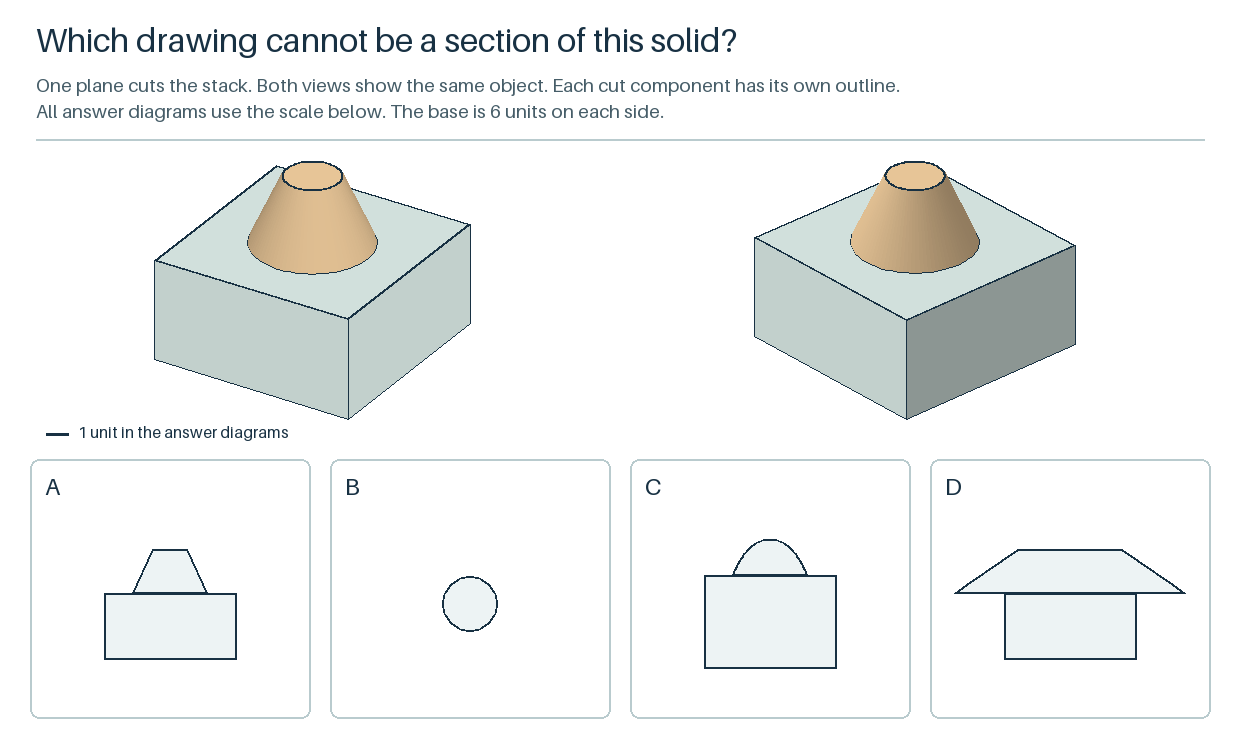 Which drawing cannot be a section of this solid?
One plane cuts the stack. Both views show the same object. Each cut component has its own outline.
All answer diagrams use the scale below. The base is 6 units on each side.
1 unit in the answer diagrams
A
B
C
D